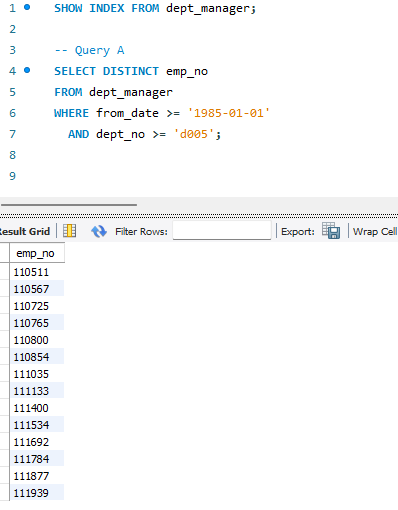 1 SHOW INDEX FROM dept_manager;
2
3 -- Query A
4 SELECT DISTINCT emp_no
5 FROM dept_manager
6 WHERE from_date >= '1985-01-01'
7 AND dept_no >= 'd005';
8
9
Result Grid Filter Rows: Export: Wrap Cell
emp_no
110511
110567
110725
110765
110800
110854
111035
111133
111400
111534
111692
111784
111877
111939